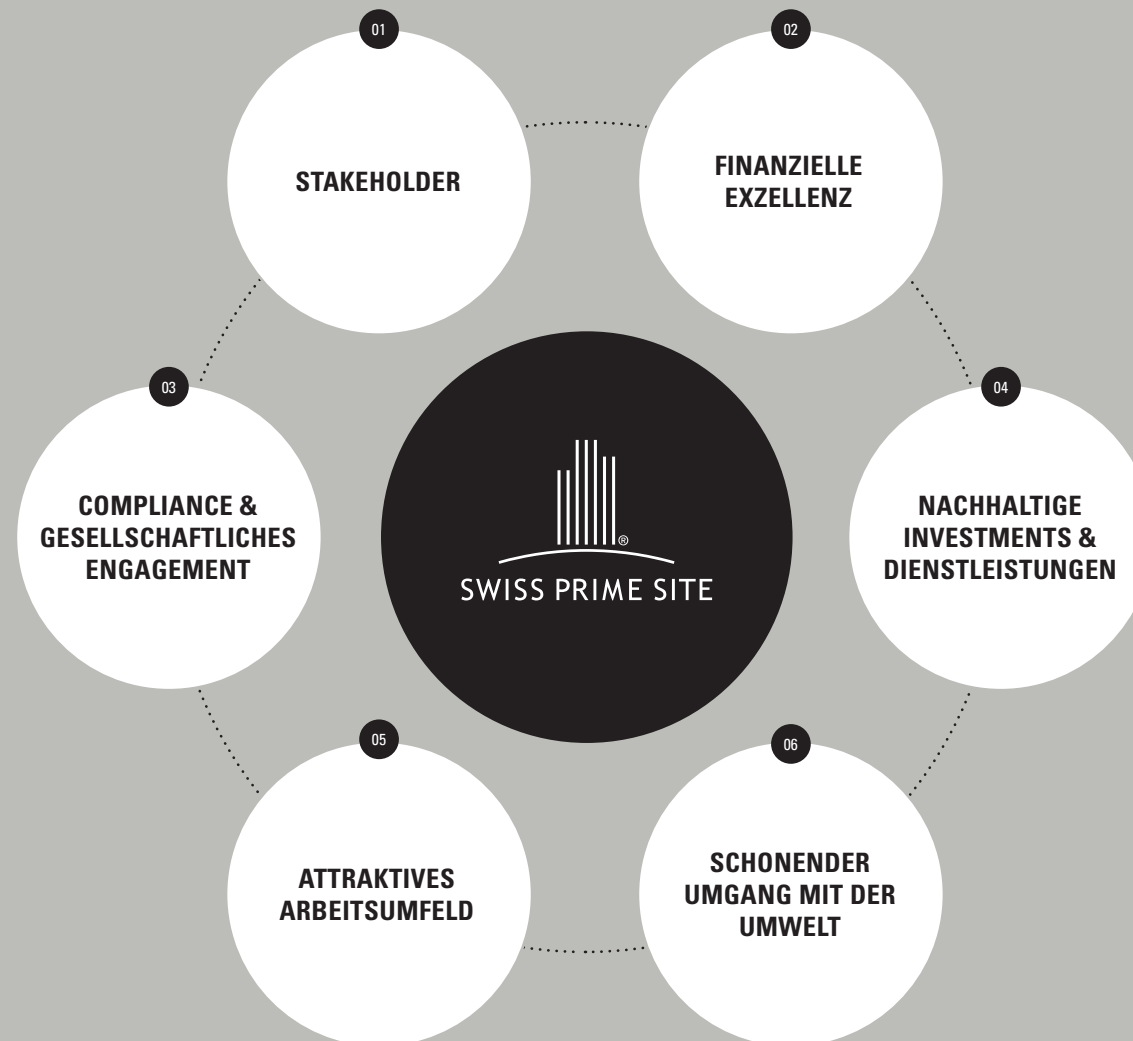 01
STAKEHOLDER
02
FINANZIELLE
EXZELLENZ
03
COMPLIANCE &
GESELLSCHAFTLICHES
ENGAGEMENT
®
SWISS PRIME SITE
04
NACHHALTIGE
INVESTMENTS &
DIENSTLEISTUNGEN
05
ATTRAKTIVES
ARBEITSUMFELD
06
SCHONENDER
UMGANG MIT DER
UMWELT